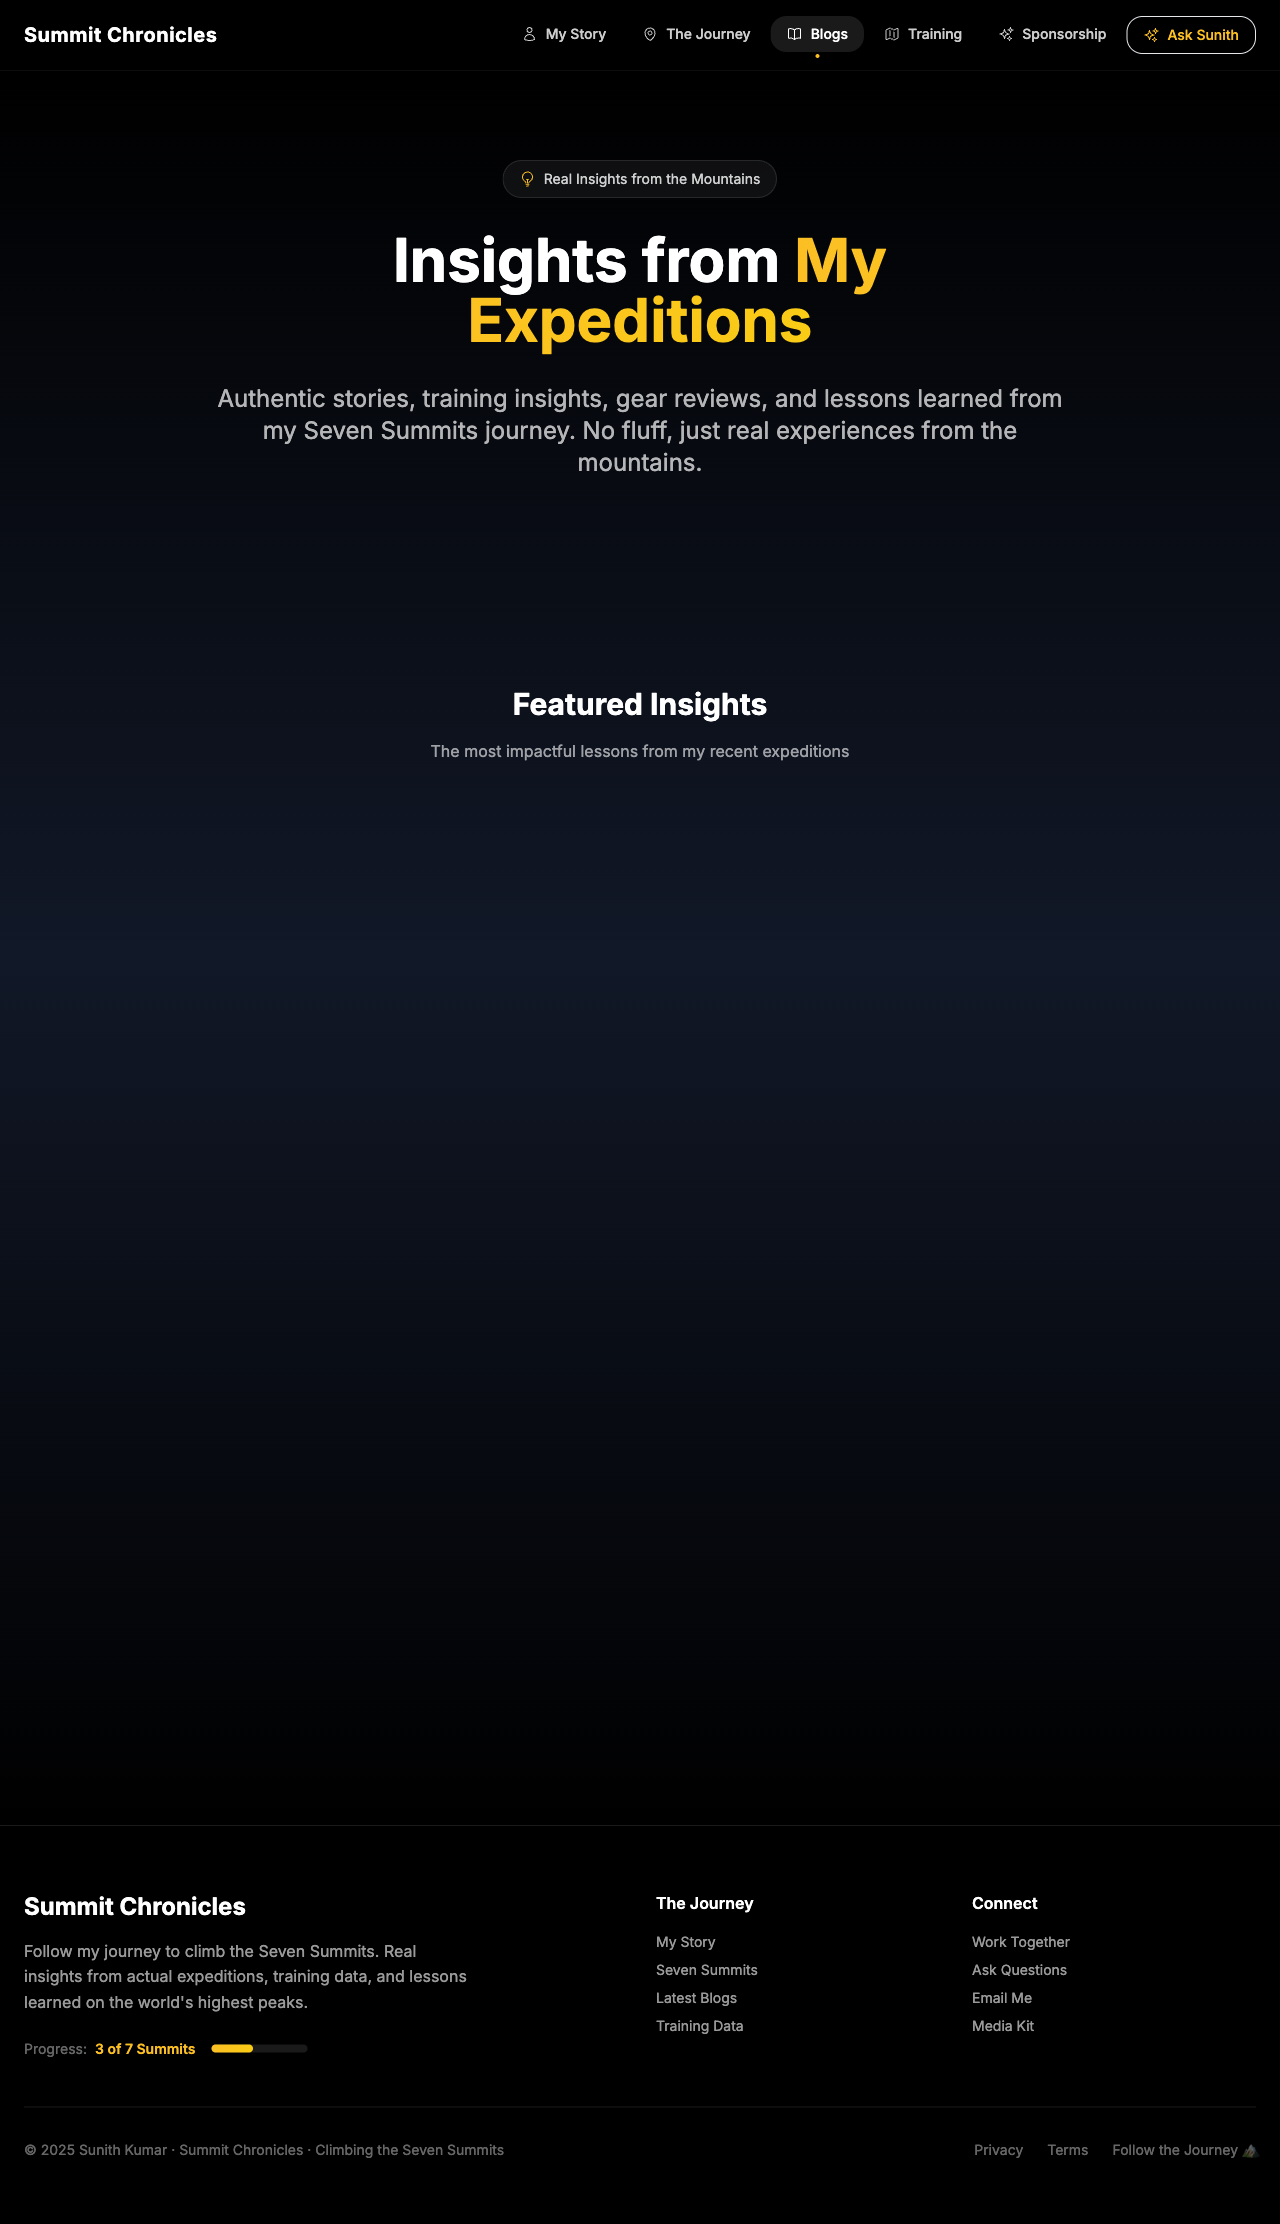 Summit Chronicles
My Story
The Journey
Blogs
Training
Sponsorship
Ask Sunith
Real Insights from the Mountains
Insights from My
Expeditions
Authentic stories, training insights, gear reviews, and lessons learned from
my Seven Summits journey. No fluff, just real experiences from the
mountains.
Featured Insights
The most impactful lessons from my recent expeditions
Summit Chronicles
Follow my journey to climb the Seven Summits. Real
insights from actual expeditions, training data, and lessons
learned on the world's highest peaks.
Progress: 3 of 7 Summits
The Journey
My Story
Seven Summits
Latest Blogs
Training Data
Connect
Work Together
Ask Questions
Email Me
Media Kit
© 2025 Sunith Kumar · Summit Chronicles · Climbing the Seven Summits
Privacy
Terms
Follow the Journey